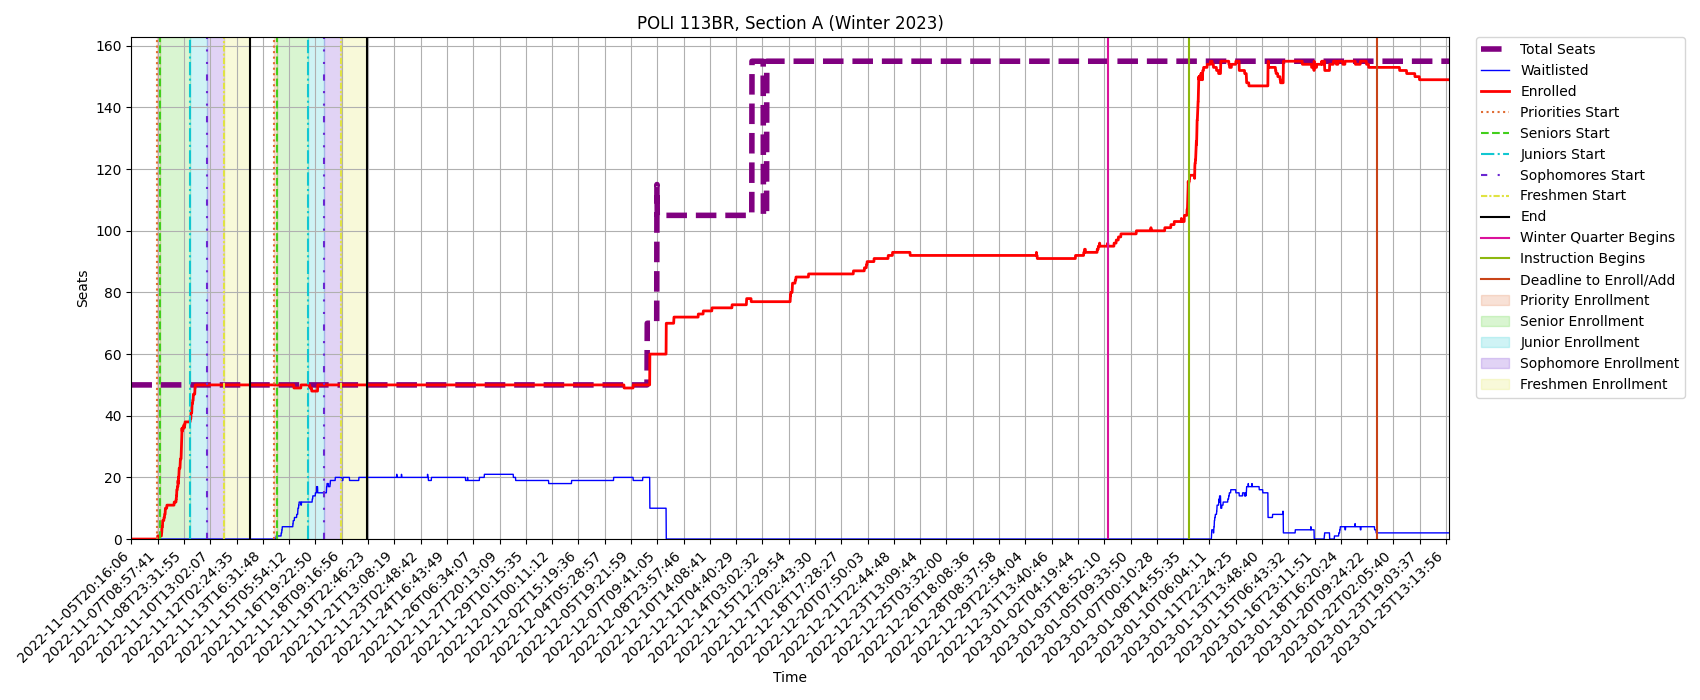 POLI 113BR, Section A (Winter 2023)
Seats
160
140
120
100
80
60
40
20
0
2022-11-05T20:16:06
2022-11-07T08:57:41
2022-11-08T23:31:55
2022-11-10T13:02:07
2022-11-12T02:24:35
2022-11-13T16:31:48
2022-11-15T05:54:12
2022-11-16T19:22:50
2022-11-18T09:16:56
2022-11-19T22:46:23
2022-11-21T13:08:19
2022-11-23T02:48:42
2022-11-24T16:43:49
2022-11-26T06:34:07
2022-11-27T20:13:09
2022-11-29T10:15:35
2022-12-01T00:11:12
2022-12-02T15:19:36
2022-12-04T05:28:57
2022-12-05T19:21:59
2022-12-07T09:41:05
2022-12-08T23:57:46
2022-12-10T14:08:41
2022-12-12T04:40:29
2022-12-14T03:02:32
2022-12-15T12:29:54
2022-12-17T02:43:30
2022-12-18T17:28:27
2022-12-20T07:50:03
2022-12-21T22:44:48
2022-12-23T13:09:44
2022-12-25T03:32:00
2022-12-26T18:08:36
2022-12-28T08:37:58
2022-12-29T22:54:04
2022-12-31T13:40:46
2023-01-02T04:19:44
2023-01-03T18:52:10
2023-01-05T09:33:50
2023-01-07T00:10:28
2023-01-08T14:55:35
2023-01-10T06:04:11
2023-01-11T22:24:25
2023-01-13T13:48:40
2023-01-15T06:43:32
2023-01-16T23:11:51
2023-01-18T16:20:24
2023-01-20T09:24:22
2023-01-22T02:05:40
2023-01-23T19:03:37
2023-01-25T13:13:56
Time
Total Seats
Waitlisted
Enrolled
Priorities Start
Seniors Start
Juniors Start
Sophomores Start
Freshmen Start
End
Winter Quarter Begins
Instruction Begins
Deadline to Enroll/Add
Priority Enrollment
Senior Enrollment
Junior Enrollment
Sophomore Enrollment
Freshmen Enrollment